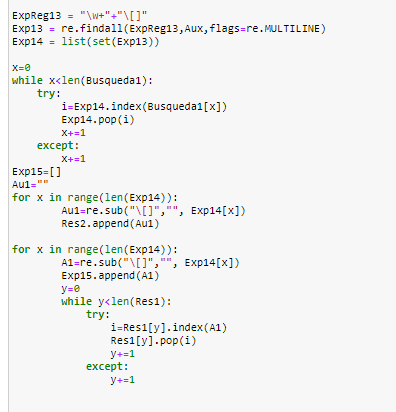 ExpReg13 = "\w+"+"\[]"
Exp13 = re.findall(ExpReg13,Aux,flags=re.MULTILINE)
Exp14 = list(set(Exp13))

x=0
while x<len(Busqueda1):
    try:
        i=Exp14.index(Busqueda1[x])
        Exp14.pop(i)
        x+=1
    except:
        x+=1
Exp15=[]
Au1=""
for x in range(len(Exp14)):
        Au1=re.sub("\[]","", Exp14[x])
        Res2.append(Au1)

for x in range(len(Exp14)):
        A1=re.sub("\[]","", Exp14[x])
        Exp15.append(A1)
        y=0
        while y<len(Res1):
            try:
                i=Res1[y].index(A1)
                Res1[y].pop(i)
                y+=1
            except:
                y+=1